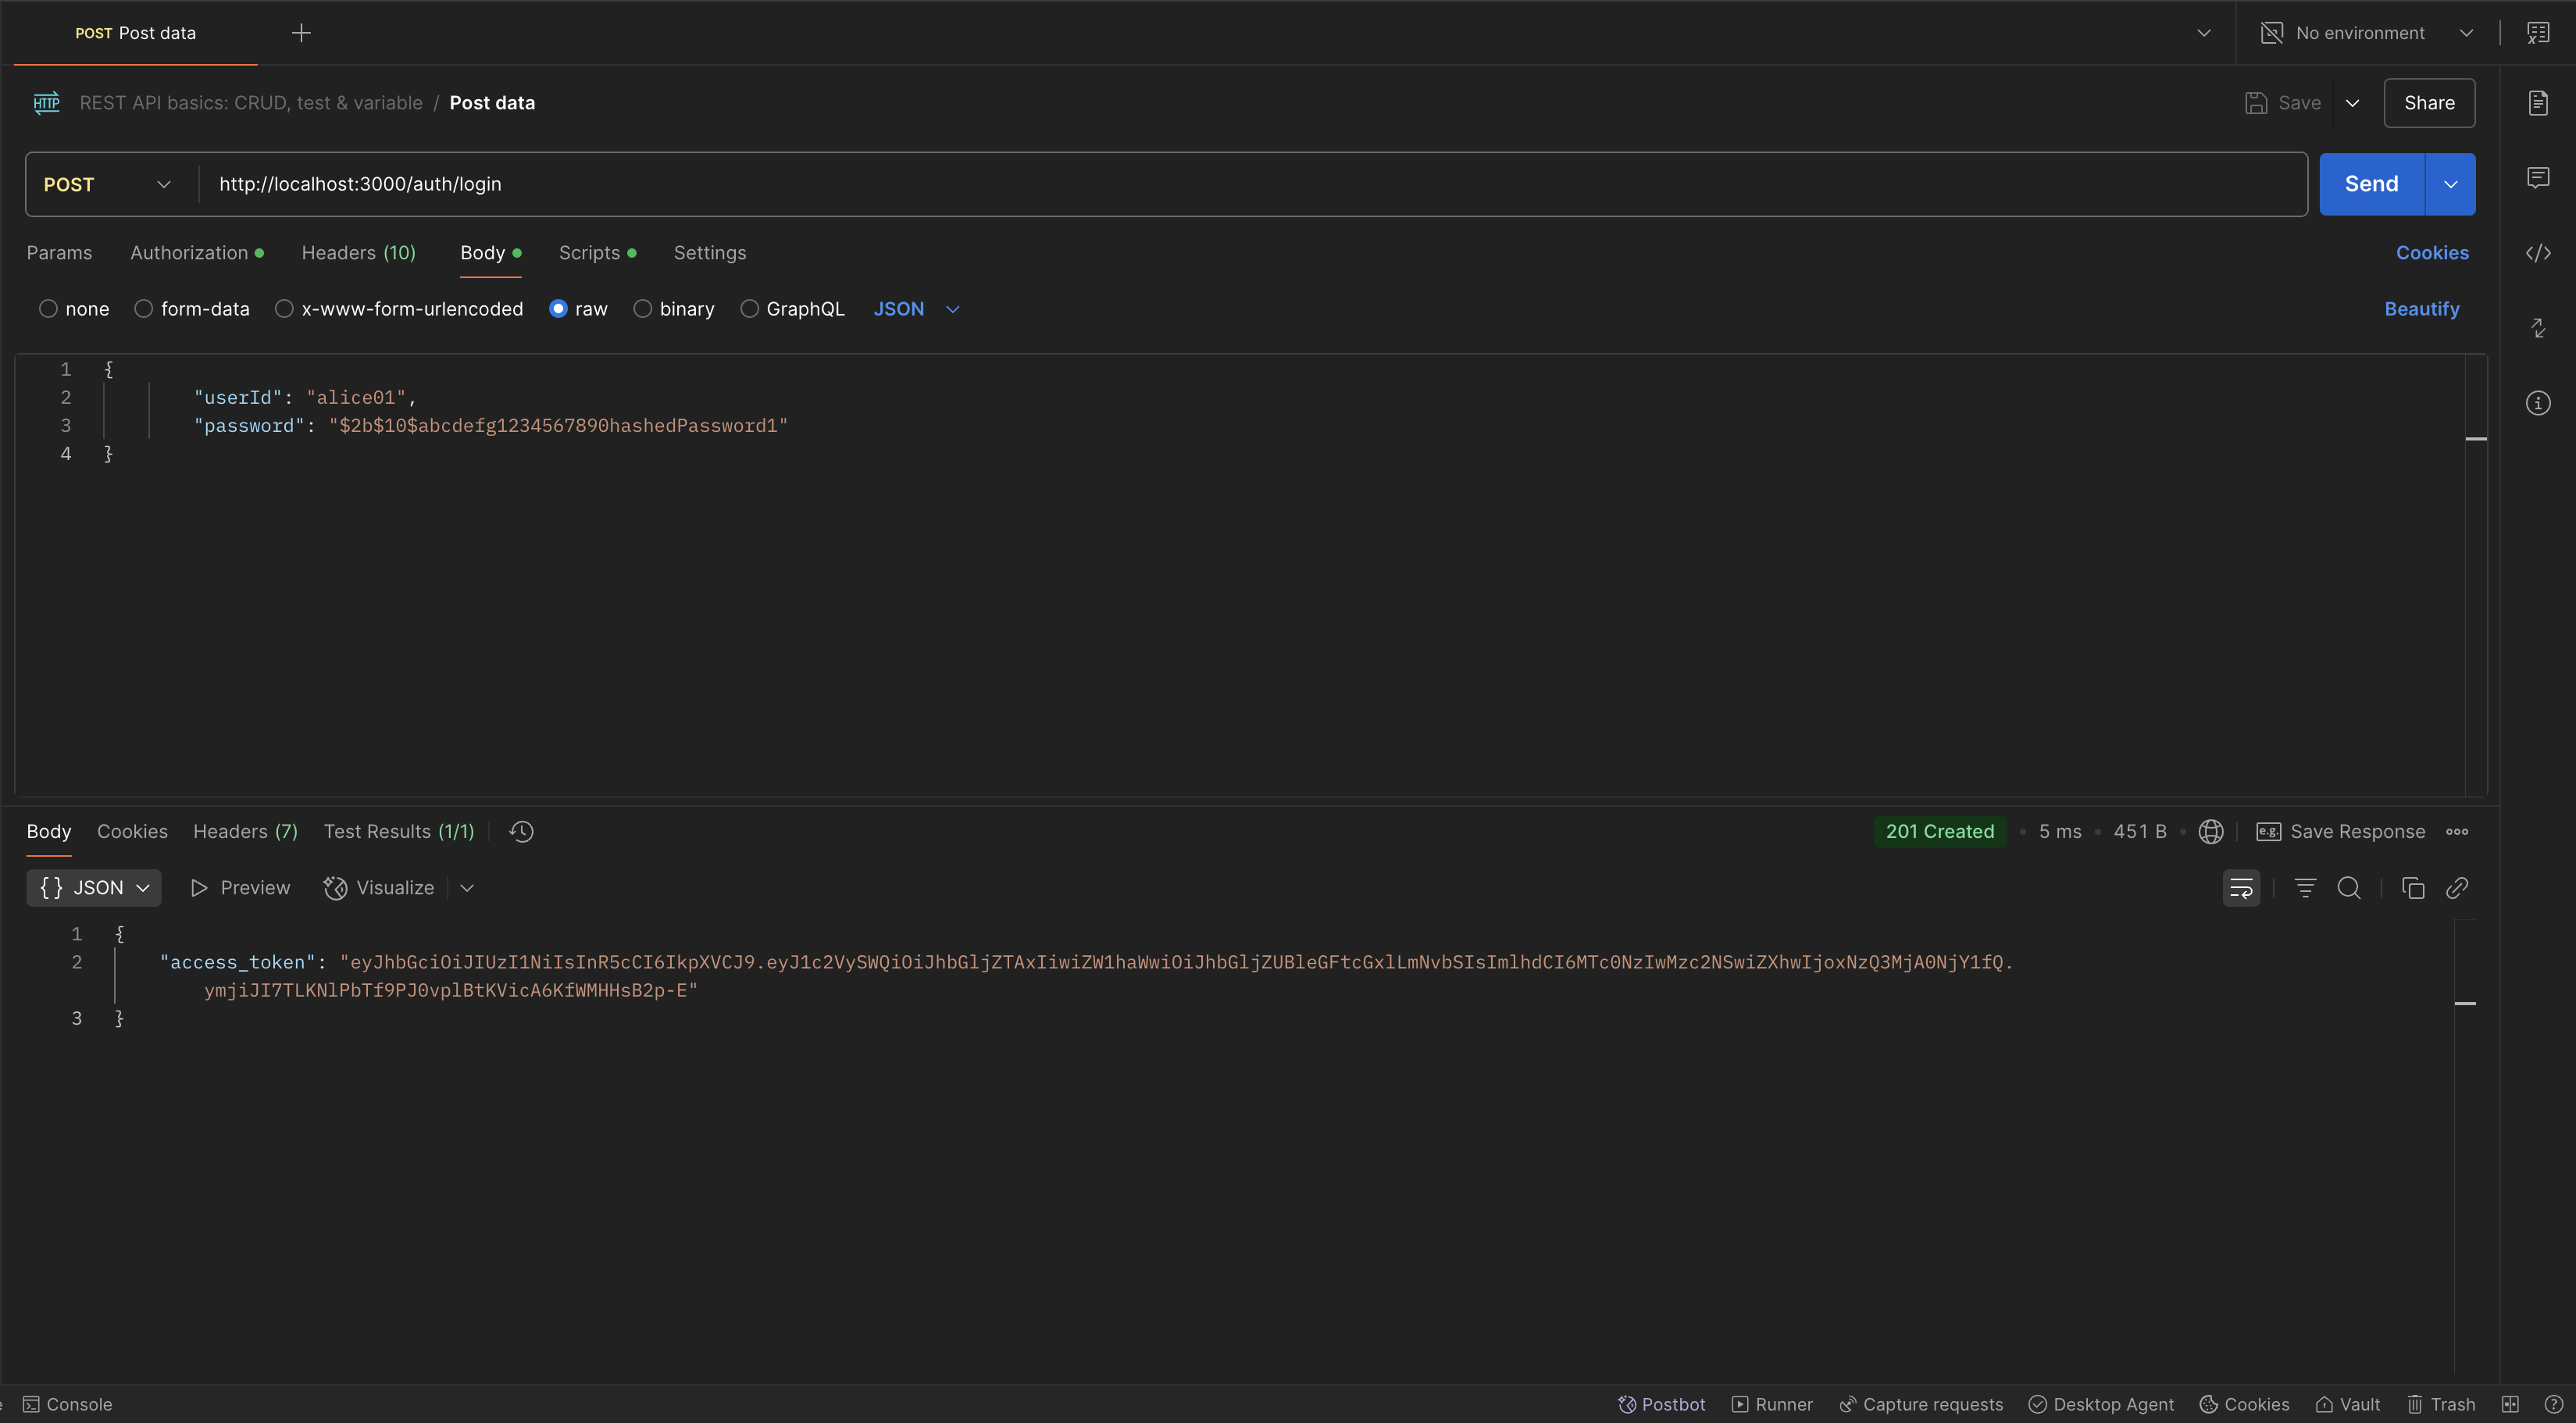 POST Post data
No environment
HTTP REST API basics: CRUD, test & variable / Post data
Save
Share
POST
http://localhost:3000/auth/login
Send
Params Authorization Headers (10) Body Scripts Settings
Cookies
none form-data x-www-form-urlencoded raw binary GraphQL JSON
Beautify
1 {
2 "userId": "alice01",
3 "password": "$2b$10$abcdefg1234567890hashedPassword1"
4 }
Body Cookies Headers (7) Test Results (1/1)
201 Created • 5 ms • 451 B • e.g. Save Response
{} JSON Preview Visualize
1 {
2 "access_token": "eyJhbGciOiJIUzI1NiIsInR5cCI6IkpXVCJ9.eyJ1c2VySWQiOiJhbGljZTAxIiwiZW1haWwiOiJhbGljZUBleGFtcGxlLmNvbSIsImlhdCI6MTc0NzIwMzc2NSwiZXhwIjoxNzQ3MjA0NjY1fQ.
ymjiJI7TLKNlPbTf9PJ0vplBtKVicA6KfWMHHsB2p-E"
3 }
Console
Postbot Runner Capture requests Desktop Agent Cookies Vault Trash